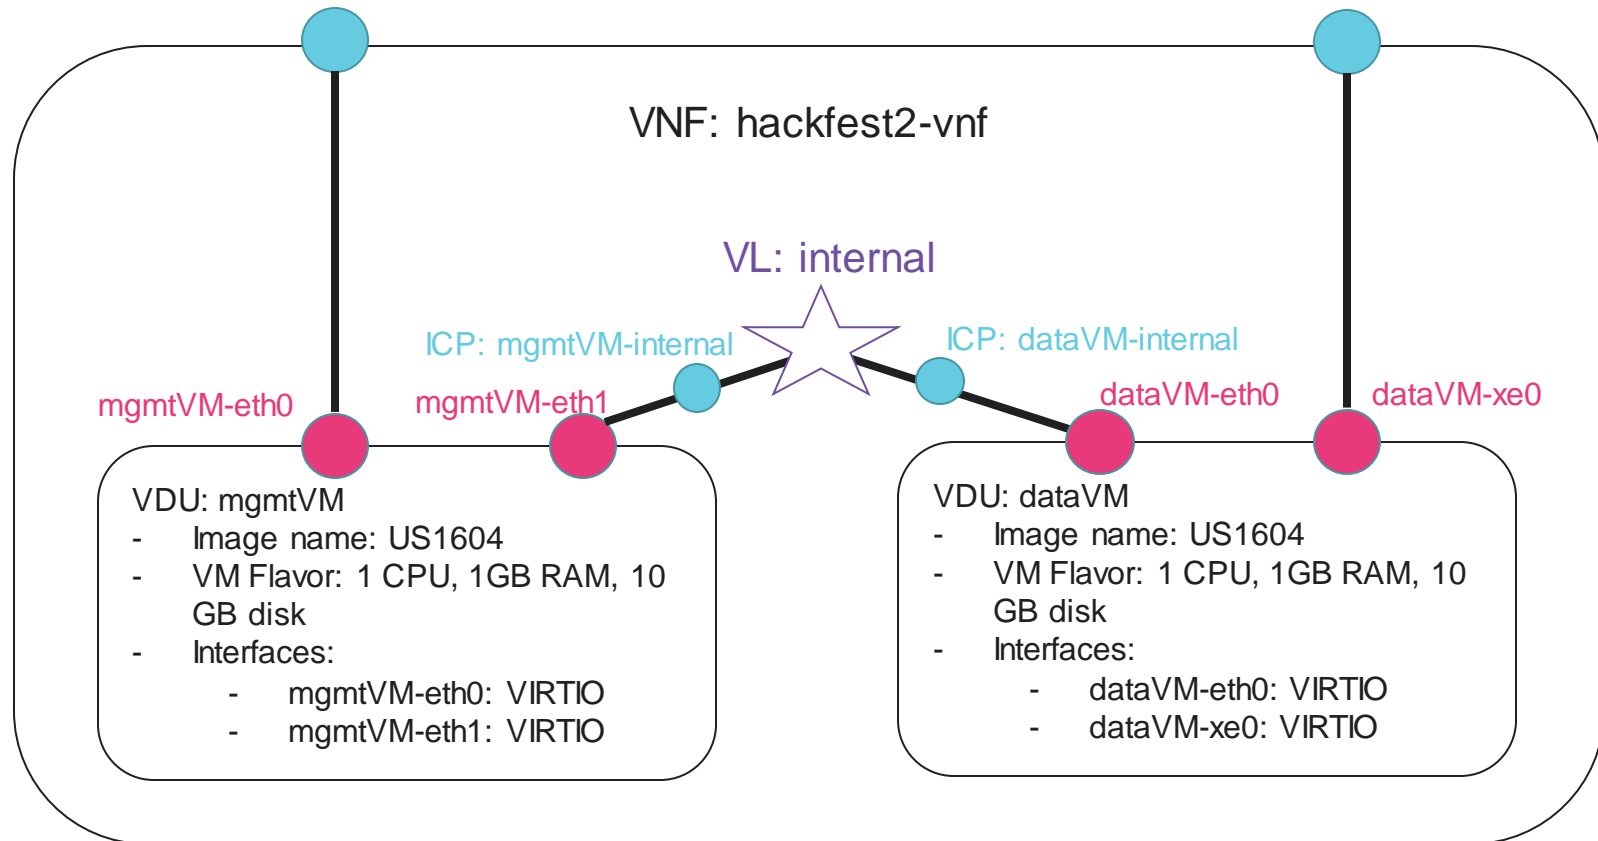 VNF: hackfest2-vnf
VL: internal
ICP: mgmtVM-internal
ICP: dataVM-internal
mgmtVM-eth0
mgmtVM-eth1
dataVM-eth0
dataVM-xe0
VDU: mgmtVM
- Image name: US1604
- VM Flavor: 1 CPU, 1GB RAM, 10
GB disk
- Interfaces:
- mgmtVM-eth0: VIRTIO
- mgmtVM-eth1: VIRTIO
VDU: dataVM
- Image name: US1604
- VM Flavor: 1 CPU, 1GB RAM, 10
GB disk
- Interfaces:
- dataVM-eth0: VIRTIO
- dataVM-xe0: VIRTIO